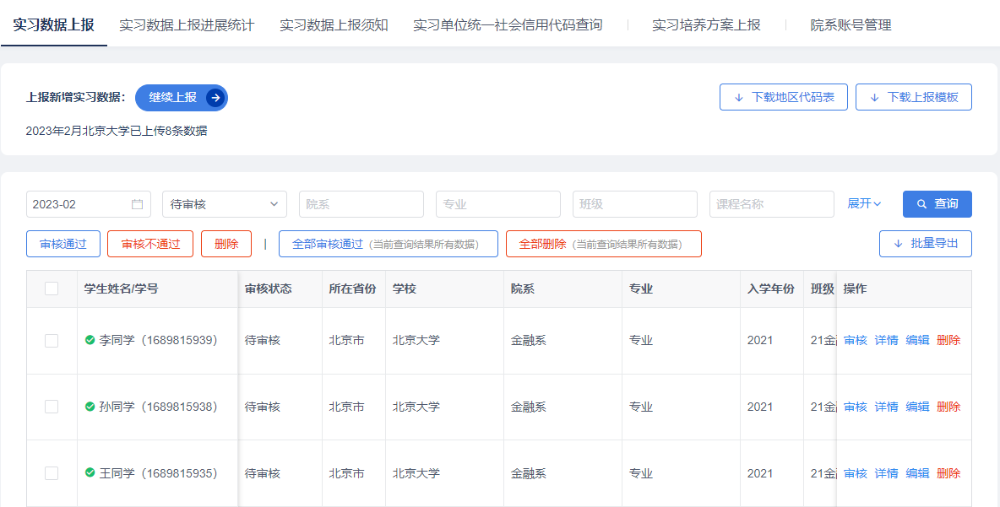 实习数据上报 实习数据上报进展统计 实习数据上报须知 实习单位统一社会信用代码查询 实习培养方案上报 院系账号管理
上报新增实习数据： 继续上报 下载地区代码表 下载上报模板
2023年2月北京大学已上传8条数据
2023-02 待审核 院系 专业 班级 课程名称 展开 查询
审核通过 审核不通过 删除 | 全部审核通过（当前查询结果所有数据） 全部删除（当前查询结果所有数据） 批量导出
学生姓名/学号 审核状态 所在省份 学校 院系 专业 入学年份 班级 操作
李同学（1689815939） 待审核 北京市 北京大学 金融系 专业 2021 21金 审核 详情 编辑 删除
孙同学（1689815938） 待审核 北京市 北京大学 金融系 专业 2021 21金 审核 详情 编辑 删除
王同学（1689815935） 待审核 北京市 北京大学 金融系 专业 2021 21金 审核 详情 编辑 删除